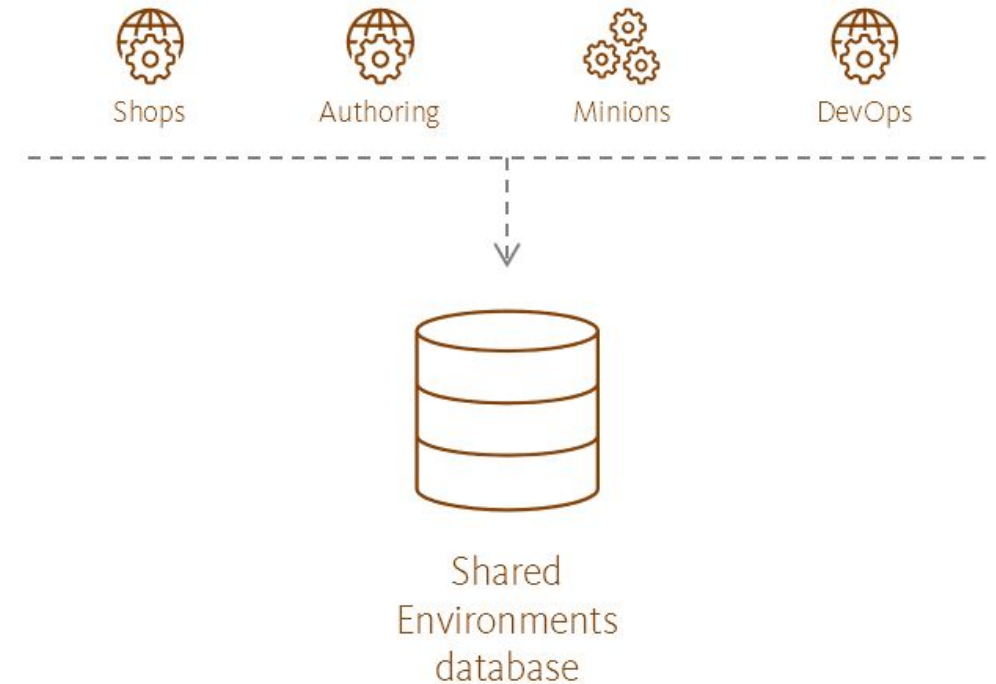 Shops
Authoring
Minions
DevOps
Shared
Environments
database